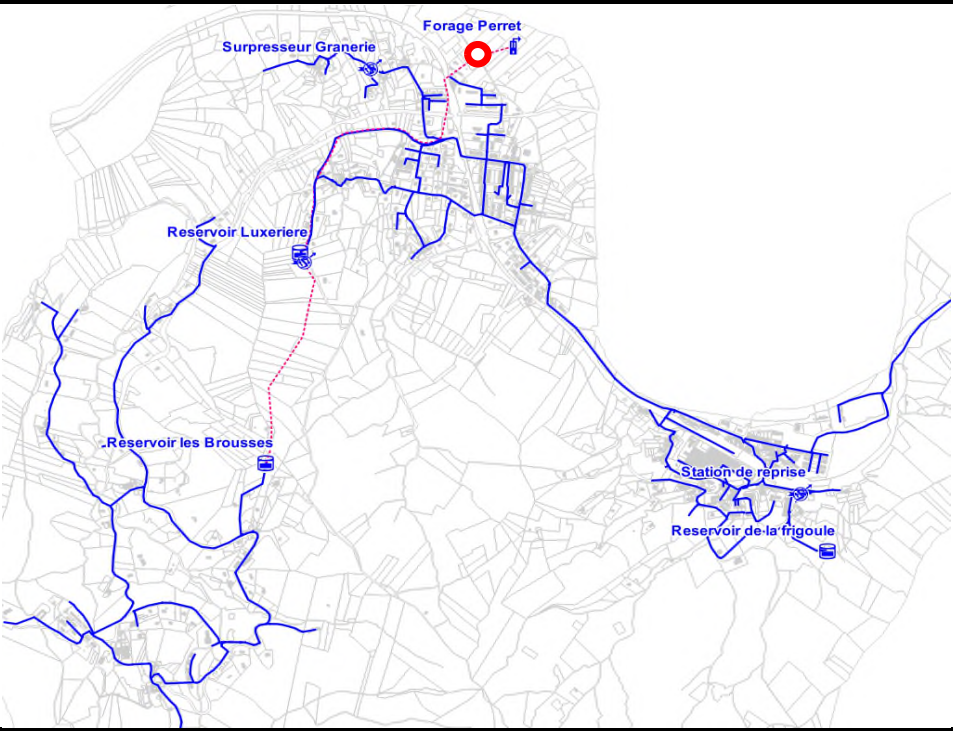 Forage Perret
Surpresseur Granerie
Reservoir Luxeriere
Reservoir les Brousses
Station de reprise
Reservoir de la frigoule